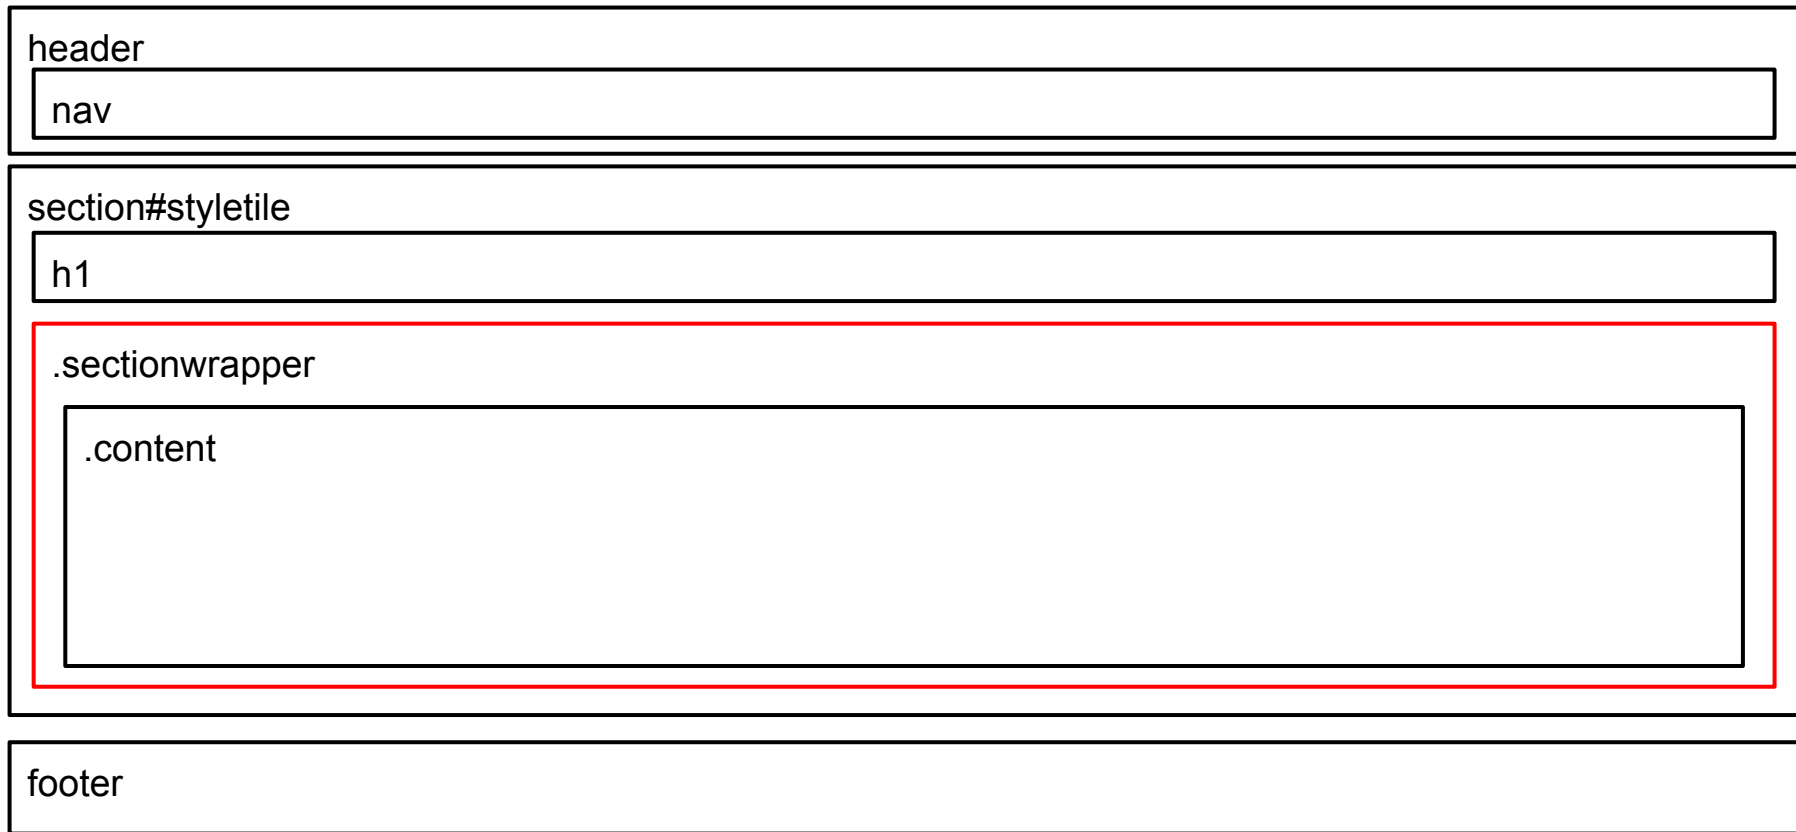 header
nav
section#styletile
h1
.sectionwrapper
.content
footer